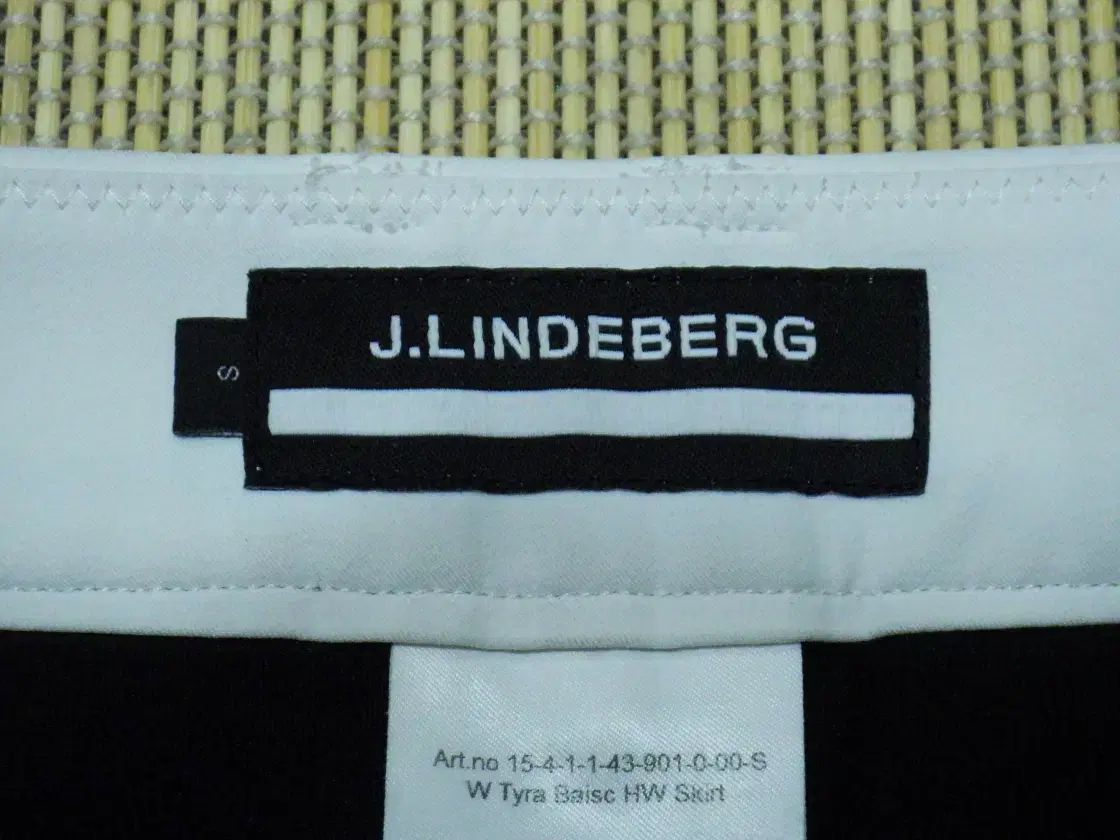 J.LINDEBERG
S
Art.no 15-4-1-1-43-901-0-00-S
W Tyra Baisc HW Skirt